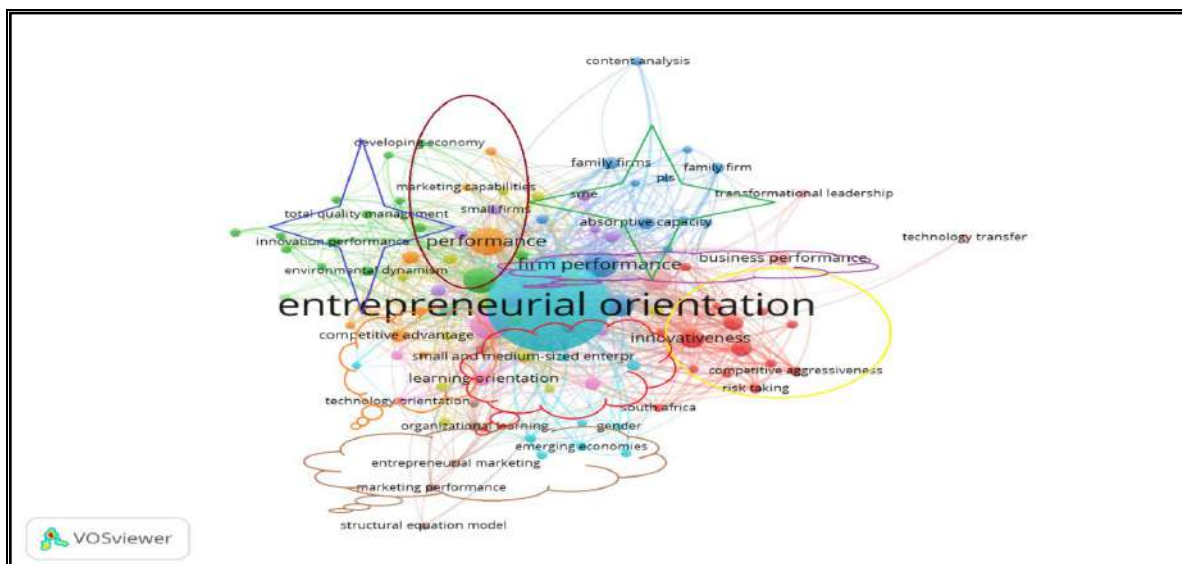 content analysis
developing economy
family firms
family firm
pls
marketing capabilities
sme
transformational leadership
small firms
total quality management
absorptive capacity
innovation performance
performance
technology transfer
environmental dynamism
firm performance
business performance
entrepreneurial orientation
competitive advantage
innovativeness
small and medium-sized enterpr
learning orientation
competitive aggressiveness
risk taking
technology orientation
south africa
organizational learning
gender
emerging economies
entrepreneurial marketing
marketing performance
structural equation model
VOSviewer